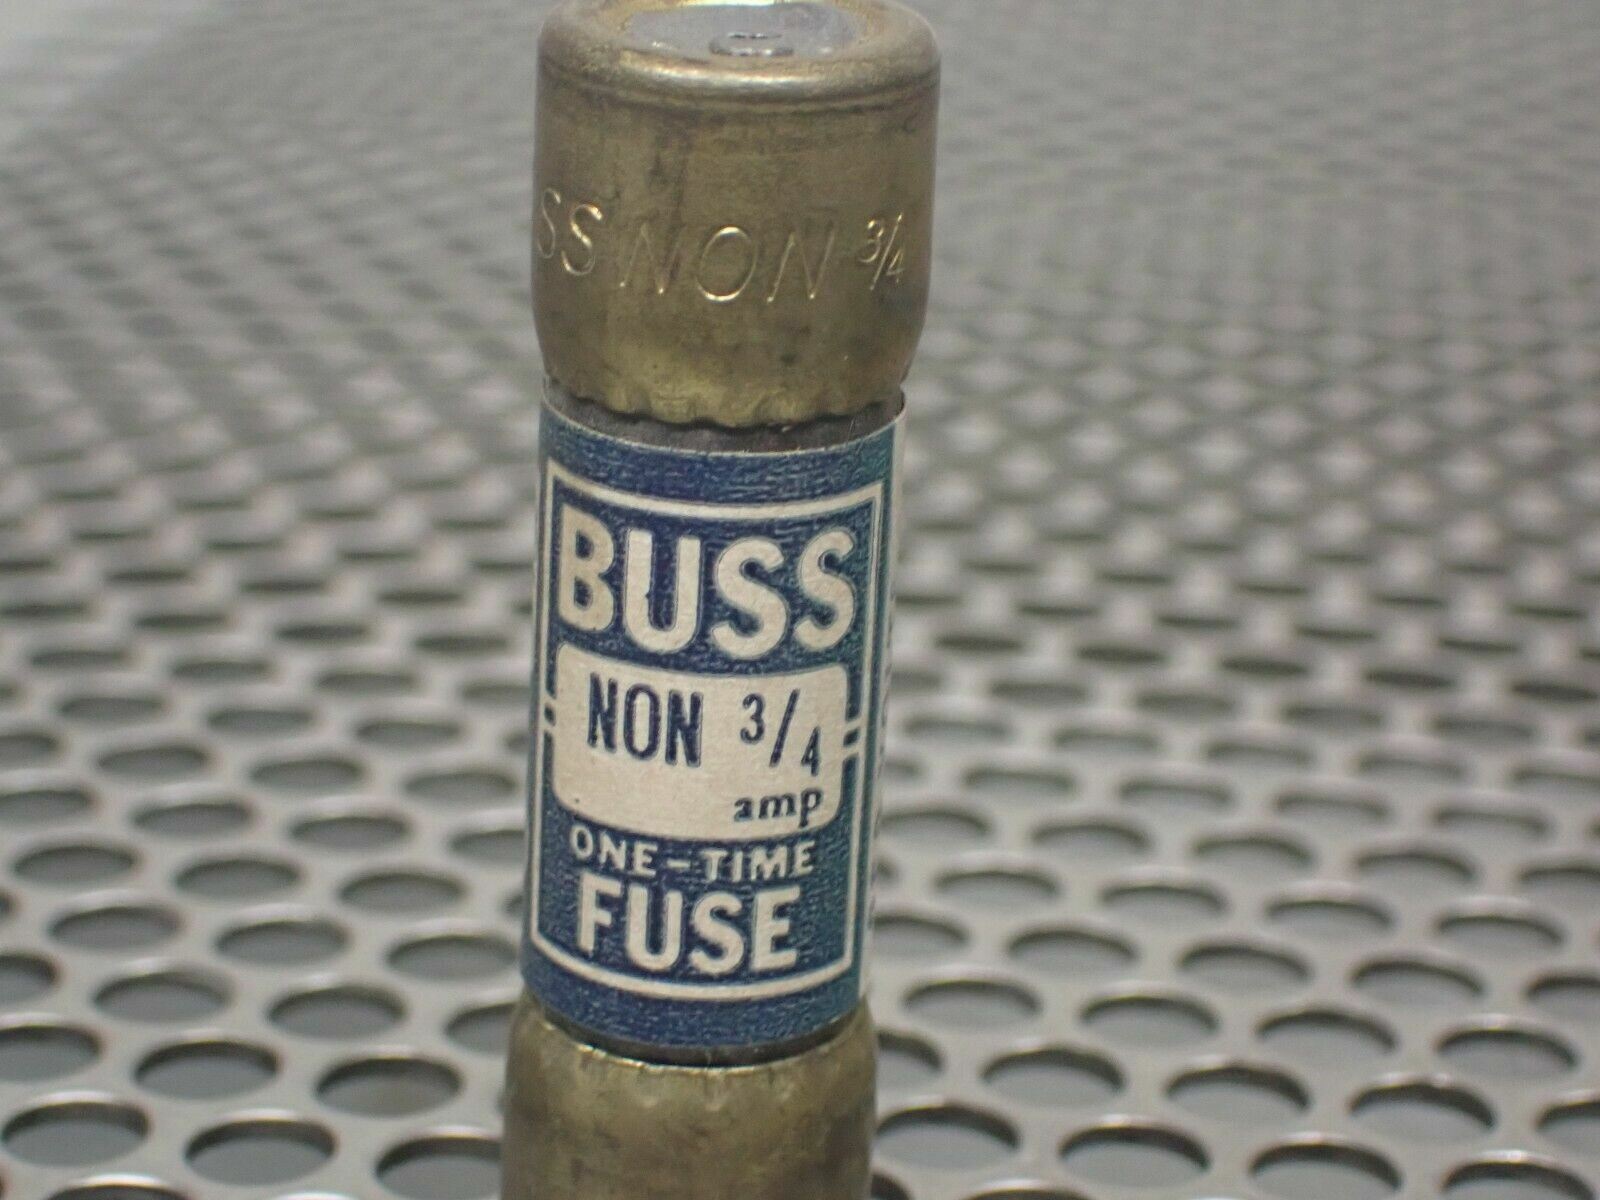 SS NON 3/4
BUSS
NON 3/4
amp
ONE-TIME
FUSE